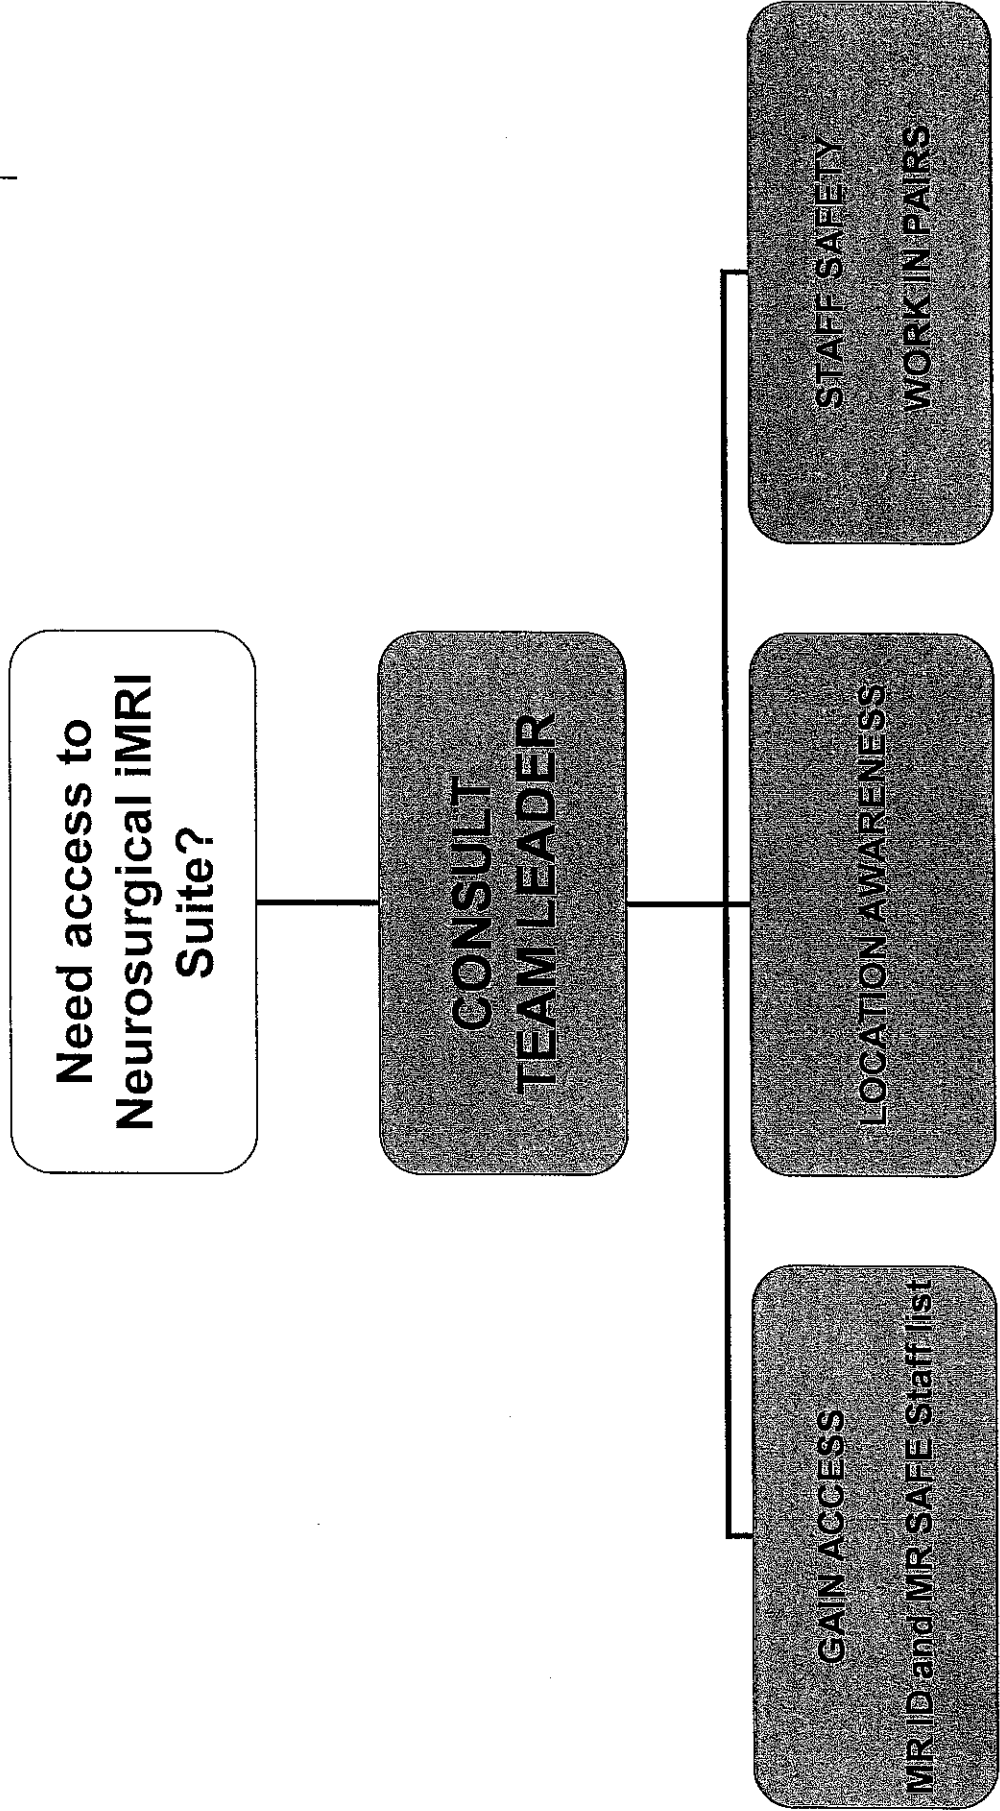 Need access to
Neurosurgical iMRI
Suite?
CONSULT
TEAM LEADER
GAIN ACCESS
MR ID and MR SAFE Staff list
LOCATION AWARENESS
STAFF SAFETY
WORK IN PAIRS